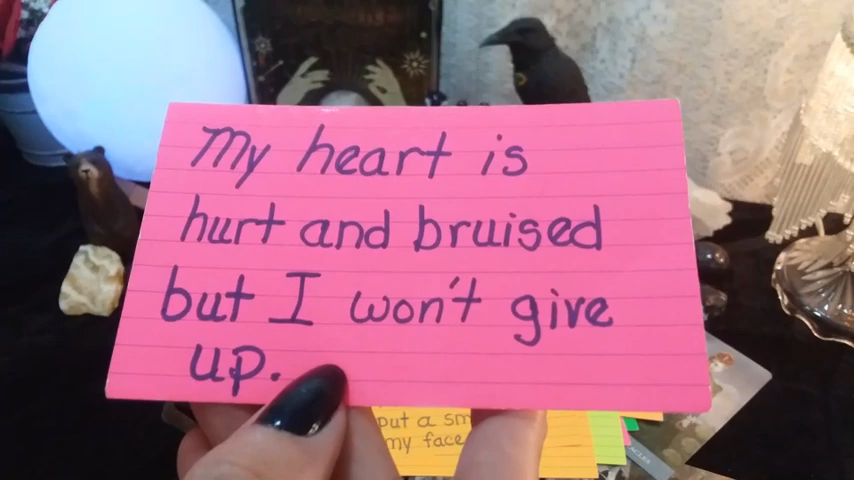 My heart is
hurt and bruised
but I won't give
up.
put a sm
my face